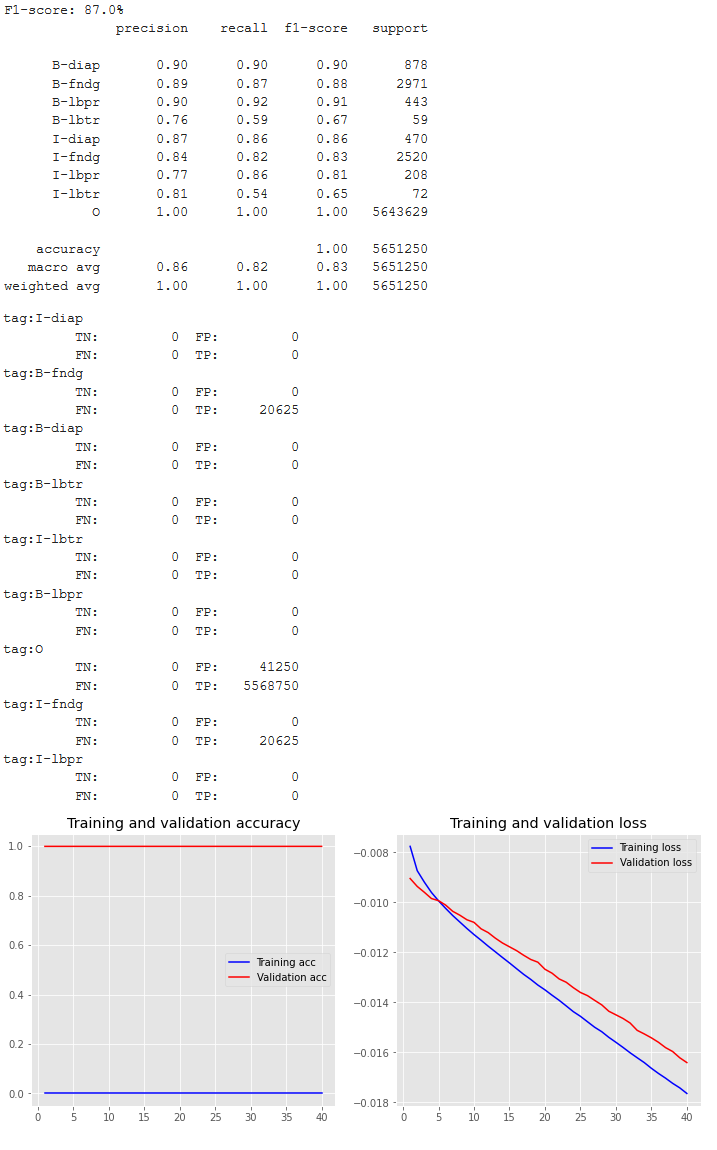 F1-score: 87.0%
precision recall f1-score support
B-diap 0.90 0.90 0.90 878
B-fndg 0.89 0.87 0.88 2971
B-lbpr 0.90 0.92 0.91 443
B-lbtr 0.76 0.59 0.67 59
I-diap 0.87 0.86 0.86 470
I-fndg 0.84 0.82 0.83 2520
I-lbpr 0.77 0.86 0.81 208
I-lbtr 0.81 0.54 0.65 72
O 1.00 1.00 1.00 5643629
accuracy 1.00 5651250
macro avg 0.86 0.82 0.83 5651250
weighted avg 1.00 1.00 1.00 5651250
tag:I-diap
TN: 0 FP: 0
FN: 0 TP: 0
tag:B-fndg
TN: 0 FP: 0
FN: 0 TP: 20625
tag:B-diap
TN: 0 FP: 0
FN: 0 TP: 0
tag:B-lbtr
TN: 0 FP: 0
FN: 0 TP: 0
tag:I-lbtr
TN: 0 FP: 0
FN: 0 TP: 0
tag:B-lbpr
TN: 0 FP: 0
FN: 0 TP: 0
tag:O
TN: 0 FP: 41250
FN: 0 TP: 5568750
tag:I-fndg
TN: 0 FP: 0
FN: 0 TP: 20625
tag:I-lbpr
TN: 0 FP: 0
FN: 0 TP: 0
Training and validation accuracy
1.0
0.8
0.6
0.4
0.2
0.0
Training acc
Validation acc
0 5 10 15 20 25 30 35 40
Training and validation loss
Training loss
Validation loss
−0.008
−0.010
−0.012
−0.014
−0.016
−0.018
0 5 10 15 20 25 30 35 40